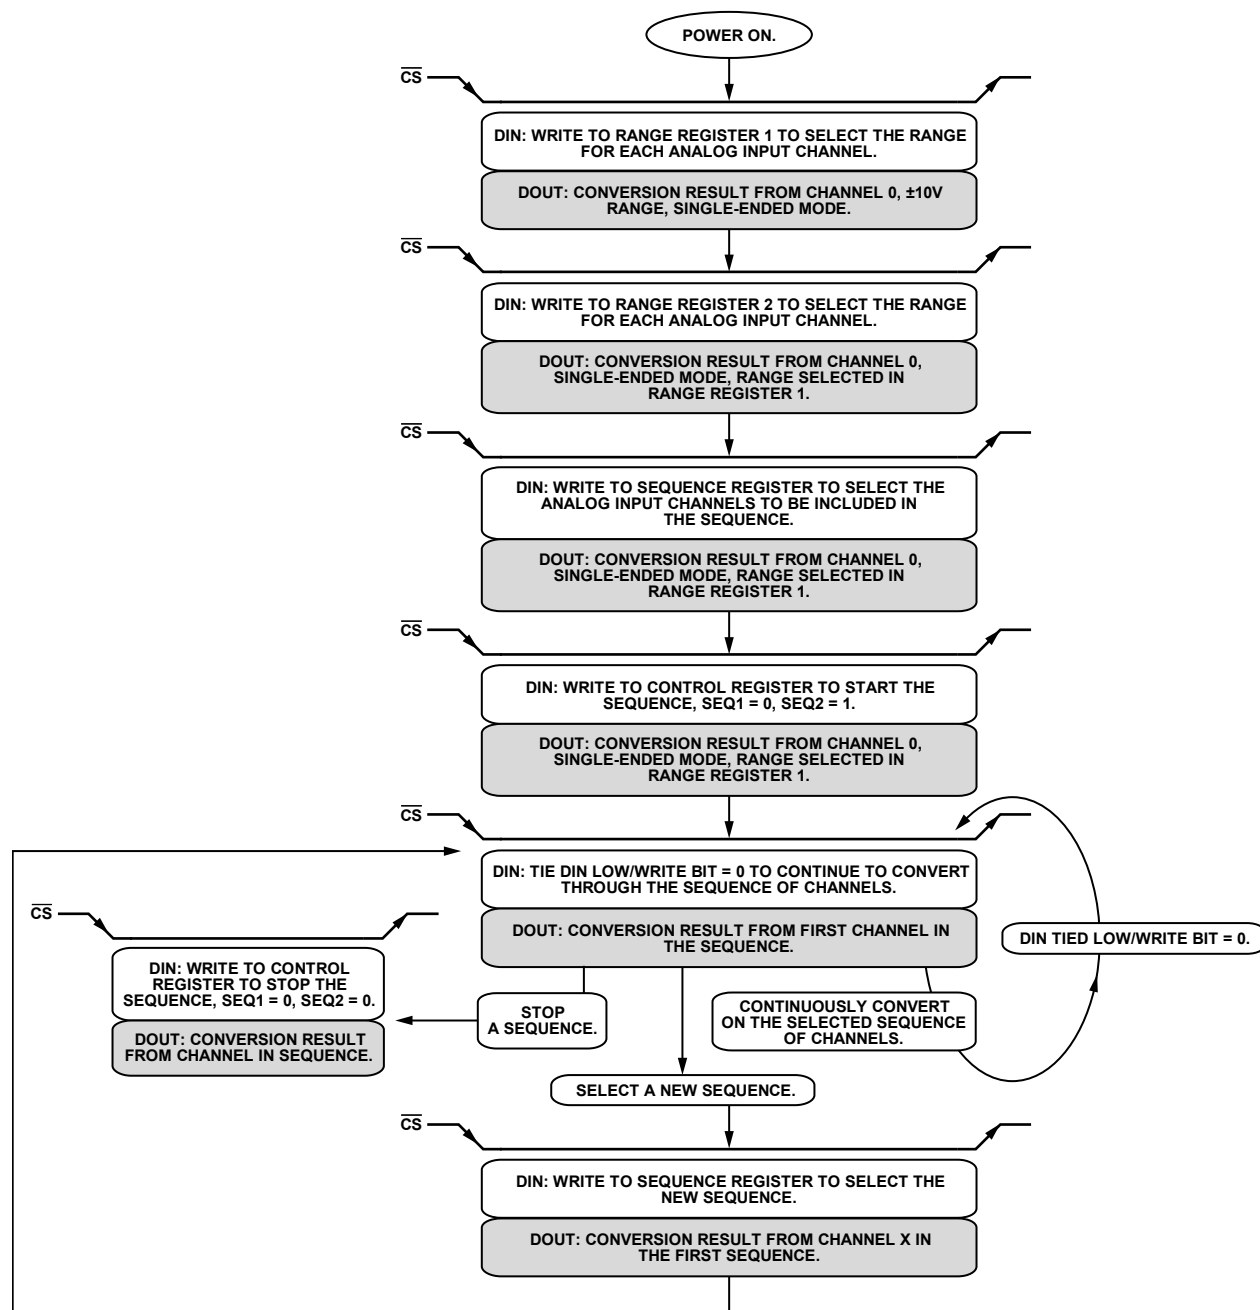 POWER ON.
CS
DIN: WRITE TO RANGE REGISTER 1 TO SELECT THE RANGE
FOR EACH ANALOG INPUT CHANNEL.
DOUT: CONVERSION RESULT FROM CHANNEL 0, ±10V
RANGE, SINGLE-ENDED MODE.
CS
DIN: WRITE TO RANGE REGISTER 2 TO SELECT THE RANGE
FOR EACH ANALOG INPUT CHANNEL.
DOUT: CONVERSION RESULT FROM CHANNEL 0,
SINGLE-ENDED MODE, RANGE SELECTED IN
RANGE REGISTER 1.
CS
DIN: WRITE TO SEQUENCE REGISTER TO SELECT THE
ANALOG INPUT CHANNELS TO BE INCLUDED IN
THE SEQUENCE.
DOUT: CONVERSION RESULT FROM CHANNEL 0,
SINGLE-ENDED MODE, RANGE SELECTED IN
RANGE REGISTER 1.
CS
DIN: WRITE TO CONTROL REGISTER TO START THE
SEQUENCE, SEQ1 = 0, SEQ2 = 1.
DOUT: CONVERSION RESULT FROM CHANNEL 0,
SINGLE-ENDED MODE, RANGE SELECTED IN
RANGE REGISTER 1.
CS
DIN: TIE DIN LOW/WRITE BIT = 0 TO CONTINUE TO CONVERT
THROUGH THE SEQUENCE OF CHANNELS.
DOUT: CONVERSION RESULT FROM FIRST CHANNEL IN
THE SEQUENCE.
DIN TIED LOW/WRITE BIT = 0.
CS
DIN: WRITE TO CONTROL
REGISTER TO STOP THE
SEQUENCE, SEQ1 = 0, SEQ2 = 0.
DOUT: CONVERSION RESULT
FROM CHANNEL IN SEQUENCE.
STOP
A SEQUENCE.
CONTINUOUSLY CONVERT
ON THE SELECTED SEQUENCE
OF CHANNELS.
SELECT A NEW SEQUENCE.
CS
DIN: WRITE TO SEQUENCE REGISTER TO SELECT THE
NEW SEQUENCE.
DOUT: CONVERSION RESULT FROM CHANNEL X IN
THE FIRST SEQUENCE.